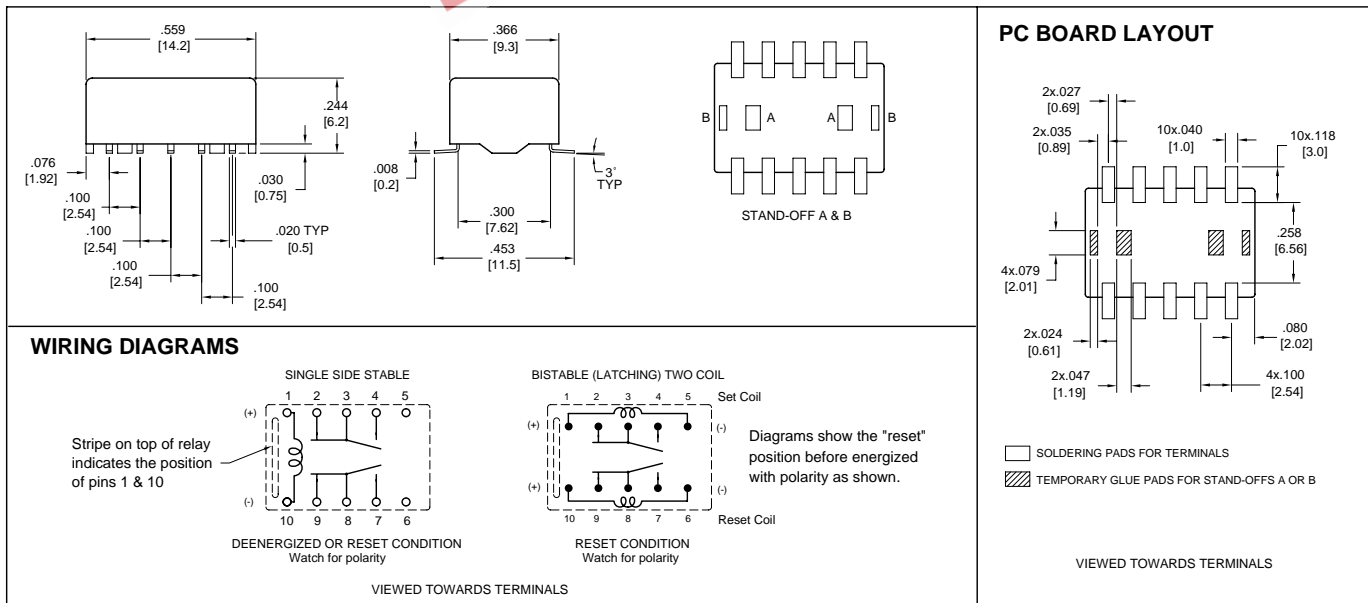 .559
[14.2]
.244
[6.2]
.076
[1.92]
.030
[0.75]
.100
[2.54]
.100
[2.54]
.020 TYP
[0.5]
.100
[2.54]
.100
[2.54]
.366
[9.3]
.008
[0.2]
3°
TYP
.300
[7.62]
.453
[11.5]
B
A
A
B
STAND-OFF A & B
PC BOARD LAYOUT
2x.027
[0.69]
2x.035
[0.89]
10x.040
[1.0]
10x.118
[3.0]
.258
[6.56]
4x.079
[2.01]
2x.024
[0.61]
.080
[2.02]
2x.047
[1.19]
4x.100
[2.54]
SOLDERING PADS FOR TERMINALS
TEMPORARY GLUE PADS FOR STAND-OFFS A OR B
VIEWED TOWARDS TERMINALS
WIRING DIAGRAMS
SINGLE SIDE STABLE
1 2 3 4 5
(+)
Stripe on top of relay
indicates the position
of pins 1 & 10
(-)
10 9 8 7 6
DEENERGIZED OR RESET CONDITION
Watch for polarity
BISTABLE (LATCHING) TWO COIL
1 2 3 4 5 Set Coil
(+) (-)
Diagrams show the "reset"
position before energized
with polarity as shown.
(+) (-)
10 9 8 7 6 Reset Coil
RESET CONDITION
Watch for polarity
VIEWED TOWARDS TERMINALS